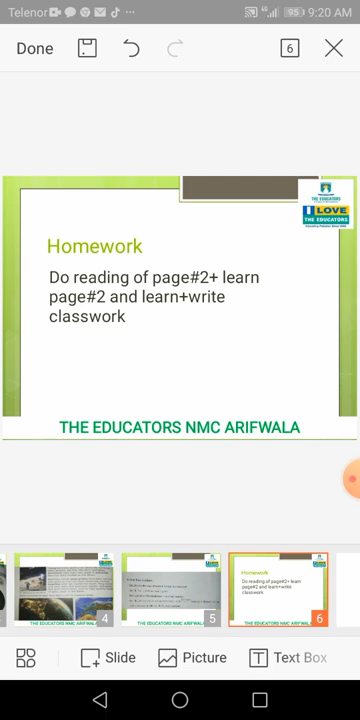 Telenor
95
9:20 AM
Done
6
THE EDUCATORS
I LOVE
THE EDUCATORS
Homework
Do reading of page#2+ learn
page#2 and learn+write
classwork
THE EDUCATORS NMC ARIFWALA
4
THE EDUCATORS NMC ARIFWALA
5
THE EDUCATORS NMC ARIFWALA
Homework
Do reading of page#2+ learn
page#2 and learn+write
classwork
6
THE EDUCATORS NMC ARIFWALA
Slide
Picture
Text Box